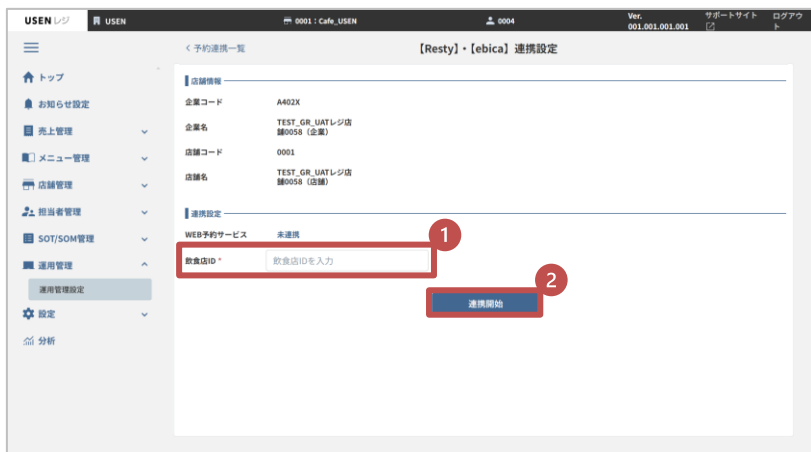 USENレジ
USEN
0001 : Cafe_USEN
0004
Ver.
001.001.001.001
サポートサイト
ログアウ
ト
トップ
お知らせ設定
売上管理
メニュー管理
店舗管理
担当者管理
SOT/SOM管理
運用管理
運用管理設定
設定
分析
予約連携一覧
【Resty】・【ebica】連携設定
店舗情報
企業コード A402X
企業名 TEST_GR_UATレジ店
舗0058（企業）
店舗コード 0001
店舗名 TEST_GR_UATレジ店
舗0058（店舗）
連携設定
WEB予約サービス 未連携
1
飲食店ID * 飲食店IDを入力
2
連携開始